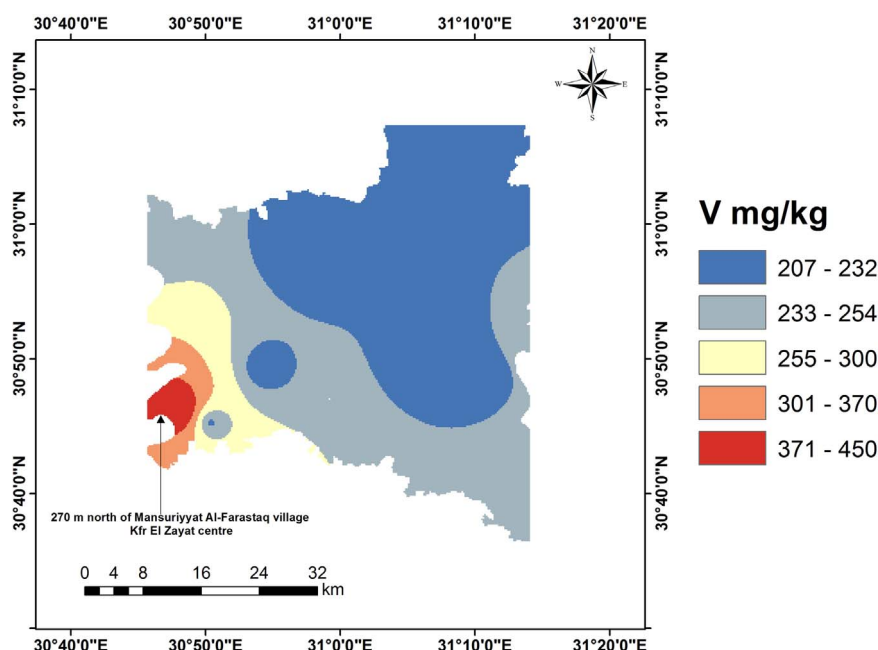 30°40'0"E 30°50'0"E 31°0'0"E 31°10'0"E 31°20'0"E
31°10'0"N
31°0'0"N
30°50'0"N
30°40'0"N
31°10'0"N
31°0'0"N
30°50'0"N
30°40'0"N
N
W E
S
270 m north of Mansuriyyat Al-Farastaq village
Kfr El Zayat centre
0 4 8 16 24 32
km
30°40'0"E 30°50'0"E 31°0'0"E 31°10'0"E 31°20'0"E
V mg/kg
207 - 232
233 - 254
255 - 300
301 - 370
371 - 450